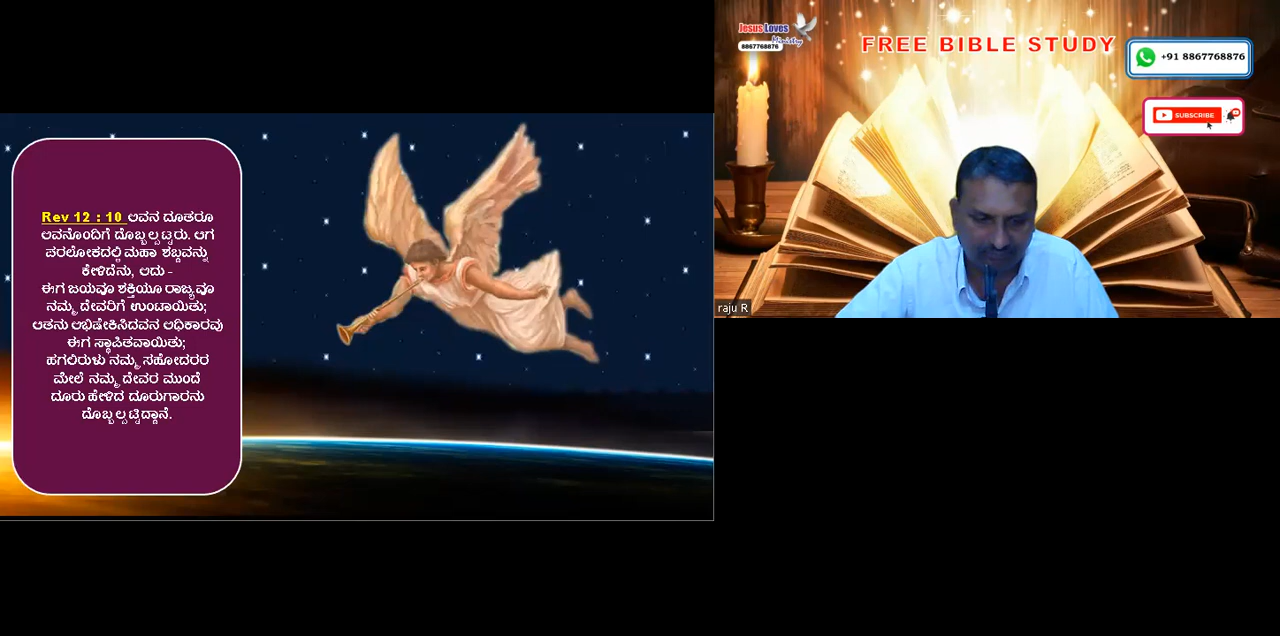 Rev 12 : 10 ಅವನ ದೂತರೂ
ಅವನೊಂದಿಗೆ ದೊಬ್ಬಲ್ಪಟ್ಟರು. ಆಗ
ಪರಲೋಕದಲ್ಲಿ ಮಹಾ ಶಬ್ದವನ್ನು
ಕೇಳಿದೆನು, ಅದು -
ಈಗ ಜಯವೂ ಶಕ್ತಿಯೂ ರಾಜ್ಯವೂ
ನಮ್ಮ ದೇವರಿಗೆ ಉಂಟಾಯಿತು;
ಆತನು ಅಭಿಷೇಕಿಸಿದವನ ಅಧಿಕಾರವು
ಈಗ ಸ್ಥಾಪಿತವಾಯಿತು;
ಹಗಲಿರುಳು ನಮ್ಮ ಸಹೋದರರ
ಮೇಲೆ ನಮ್ಮ ದೇವರ ಮುಂದೆ
ದೂರು ಹೇಳಿದ ದೂರುಗಾರನು
ದೊಬ್ಬಲ್ಪಟ್ಟಿದ್ದಾನೆ.
Jesus Loves
Ministry
8867768876
FREE BIBLE STUDY
+91 8867768876
SUBSCRIBE
raju R